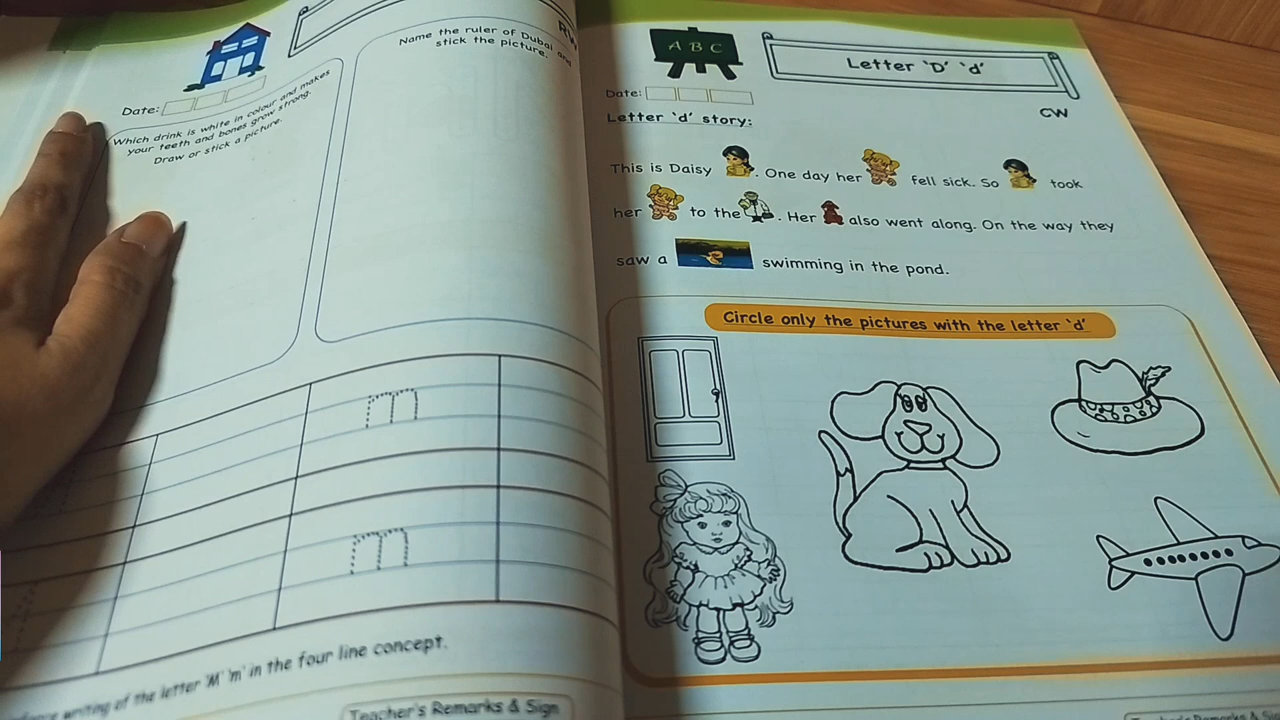 Date:
Which drink is white in colour and makes
your teeth and bones grow strong.
Draw or stick a picture.
RW
Name the ruler of Dubai and
stick the picture.
m
m
writing of the letter 'M' 'm' in the four line concept.
Teacher's Remarks & Sign
A B C
Letter 'D' 'd'
Date:
CW
Letter 'd' story:
This is Daisy . One day her fell sick. So took
her to the . Her also went along. On the way they
saw a swimming in the pond.
Circle only the pictures with the letter 'd'